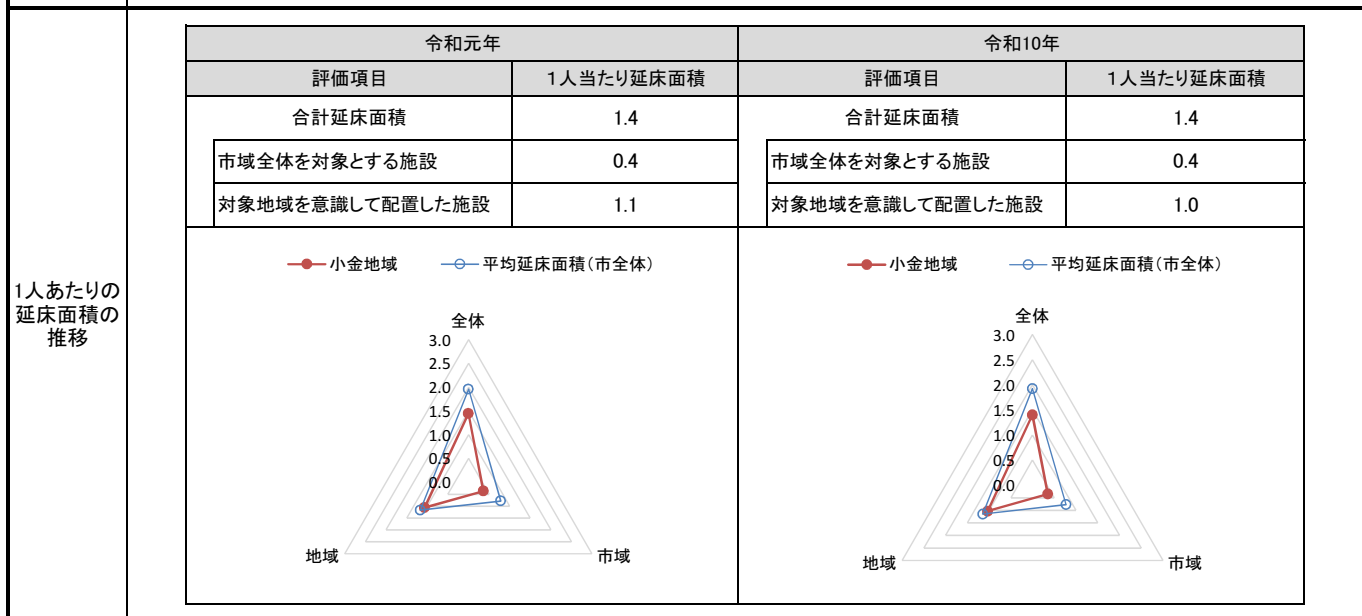 令和元年
令和10年
評価項目
1人当たり延床面積
評価項目
1人当たり延床面積
合計延床面積
1.4
合計延床面積
1.4
市域全体を対象とする施設
0.4
市域全体を対象とする施設
0.4
対象地域を意識して配置した施設
1.1
対象地域を意識して配置した施設
1.0
1人あたりの
延床面積の
推移
小金地域
平均延床面積(市全体)
全体
3.0
2.5
2.0
1.5
1.0
0.5
0.0
地域
市域
小金地域
平均延床面積(市全体)
全体
3.0
2.5
2.0
1.5
1.0
0.5
0.0
地域
市域